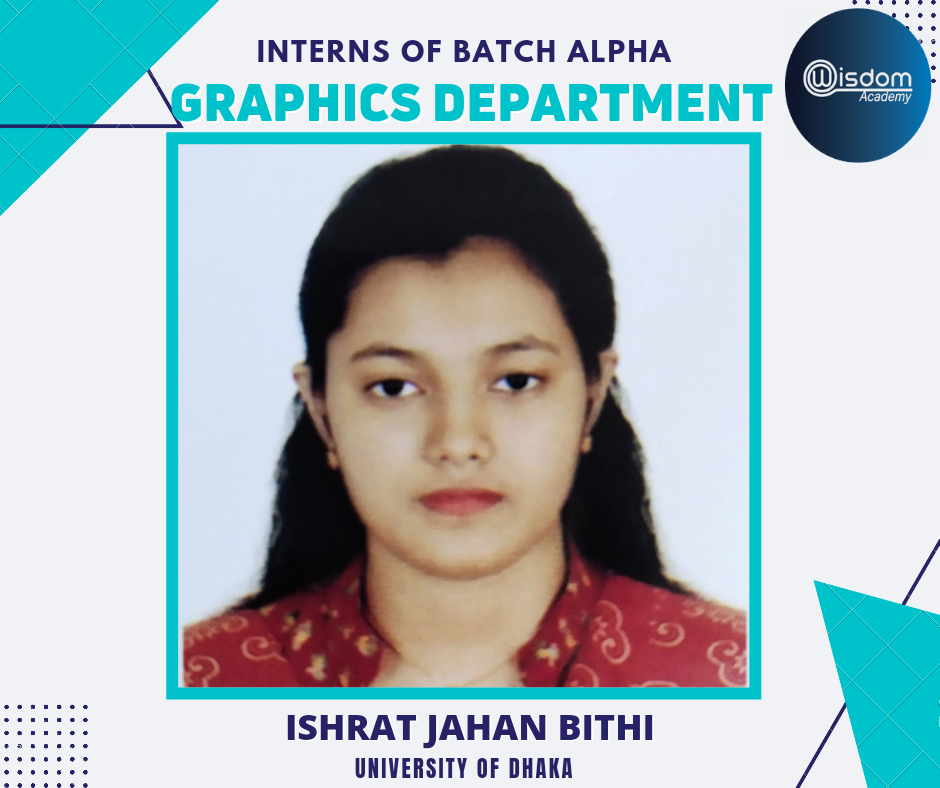 INTERNS OF BATCH ALPHA
GRAPHICS DEPARTMENT
@Wisdom
Academy
ISHRAT JAHAN BITHI
UNIVERSITY OF DHAKA